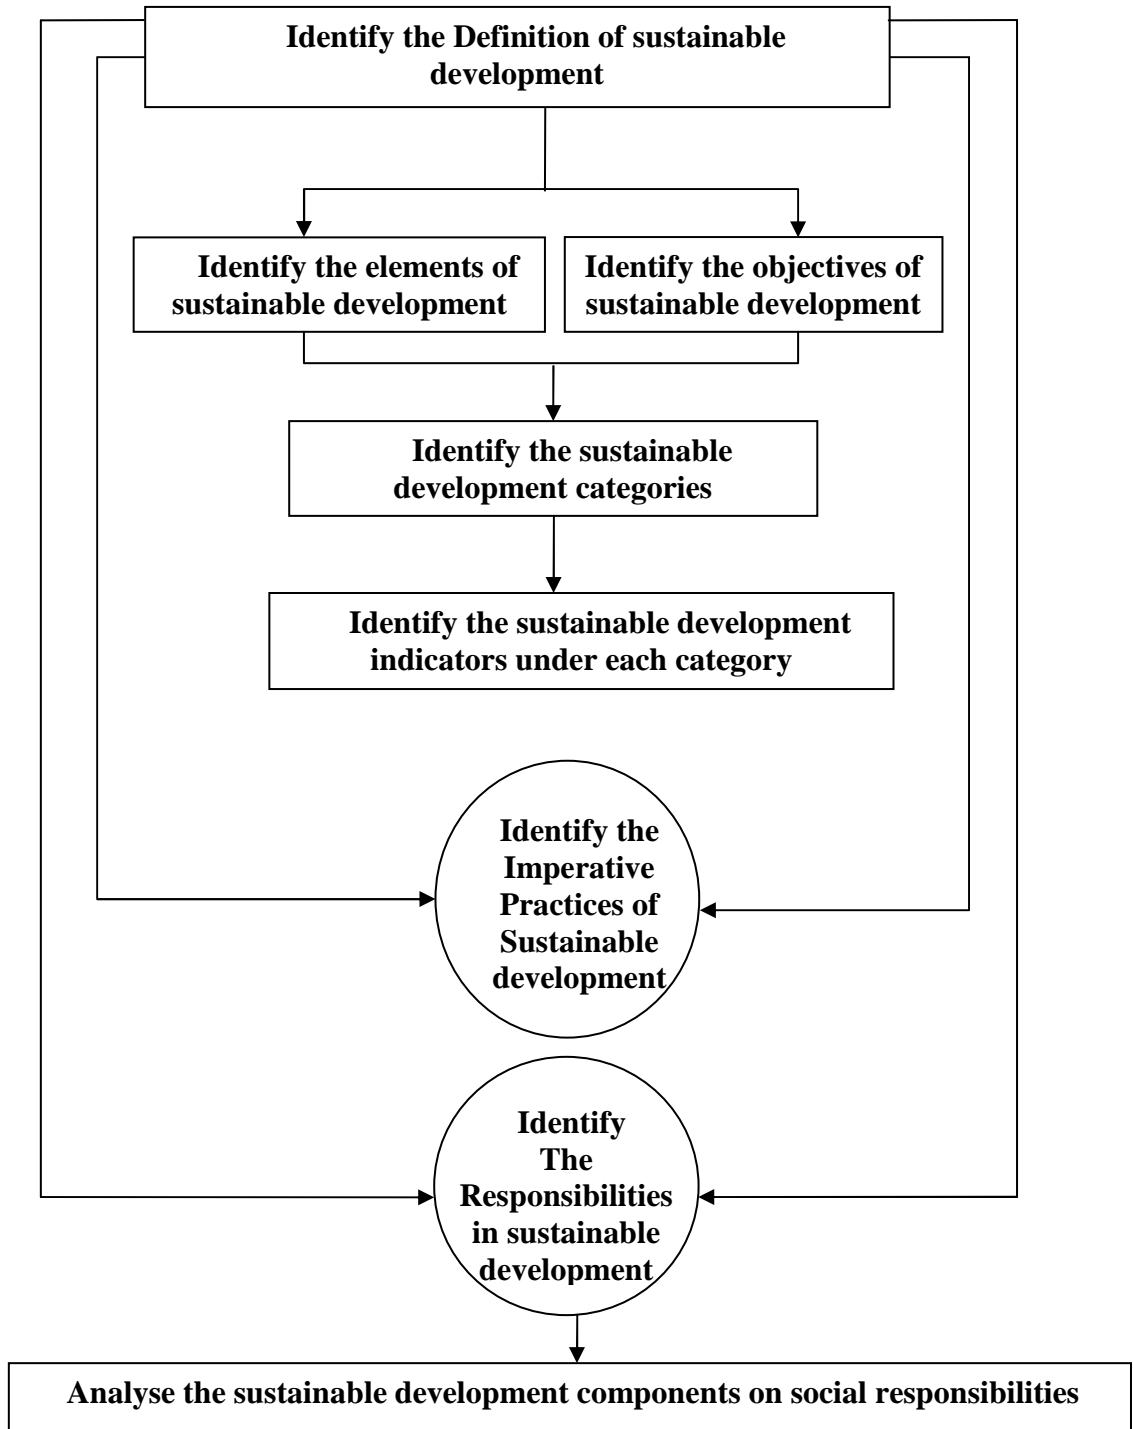 Identify the Definition of sustainable
development
Identify the elements of
sustainable development
Identify the objectives of
sustainable development
Identify the sustainable
development categories
Identify the sustainable development
indicators under each category
Identify the
Imperative
Practices of
Sustainable
development
Identify
The
Responsibilities
in sustainable
development
Analyse the sustainable development components on social responsibilities